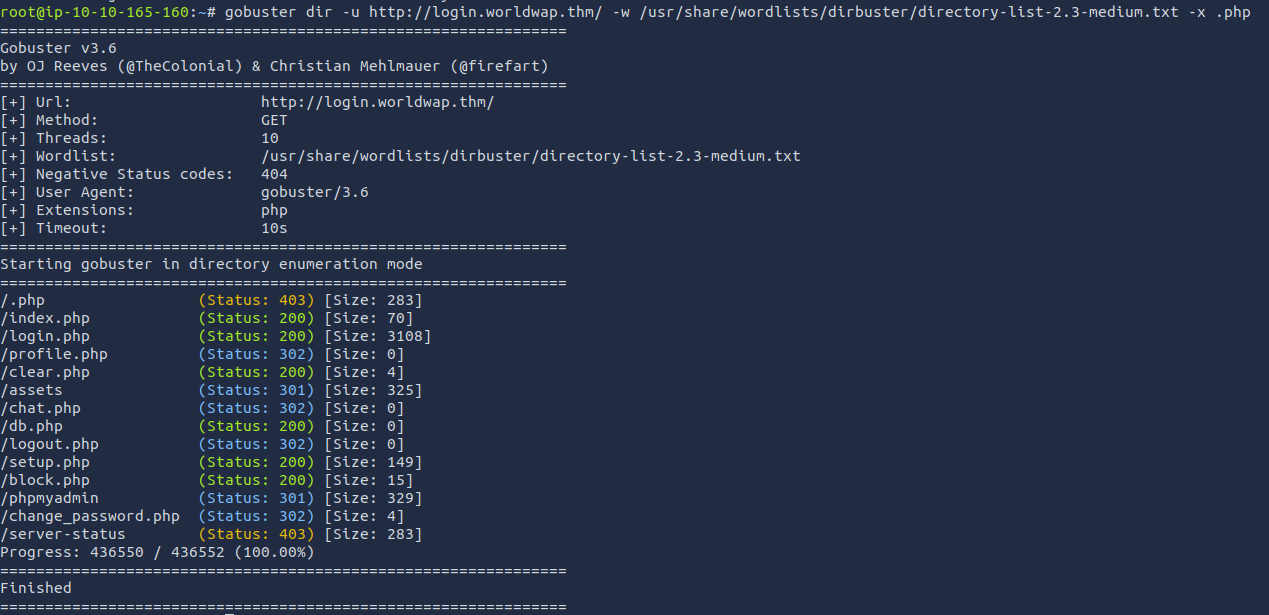 root@ip-10-10-165-160:~# gobuster dir -u http://login.worldwap.thm/ -w /usr/share/wordlists/dirbuster/directory-list-2.3-medium.txt -x .php
===============================================================
Gobuster v3.6
by OJ Reeves (@TheColonial) & Christian Mehlmauer (@firefart)
===============================================================
[+] Url:                     http://login.worldwap.thm/
[+] Method:                  GET
[+] Threads:                 10
[+] Wordlist:                /usr/share/wordlists/dirbuster/directory-list-2.3-medium.txt
[+] Negative Status codes:   404
[+] User Agent:              gobuster/3.6
[+] Extensions:              php
[+] Timeout:                 10s
===============================================================
Starting gobuster in directory enumeration mode
===============================================================
/.php                 (Status: 403) [Size: 283]
/index.php            (Status: 200) [Size: 70]
/login.php            (Status: 200) [Size: 3108]
/profile.php          (Status: 302) [Size: 0]
/clear.php            (Status: 200) [Size: 4]
/assets               (Status: 301) [Size: 325]
/chat.php             (Status: 302) [Size: 0]
/db.php               (Status: 200) [Size: 0]
/logout.php           (Status: 302) [Size: 0]
/setup.php            (Status: 200) [Size: 149]
/block.php            (Status: 200) [Size: 15]
/phpmyadmin           (Status: 301) [Size: 329]
/change_password.php  (Status: 302) [Size: 4]
/server-status        (Status: 403) [Size: 283]
Progress: 436550 / 436552 (100.00%)
===============================================================
Finished
===============================================================